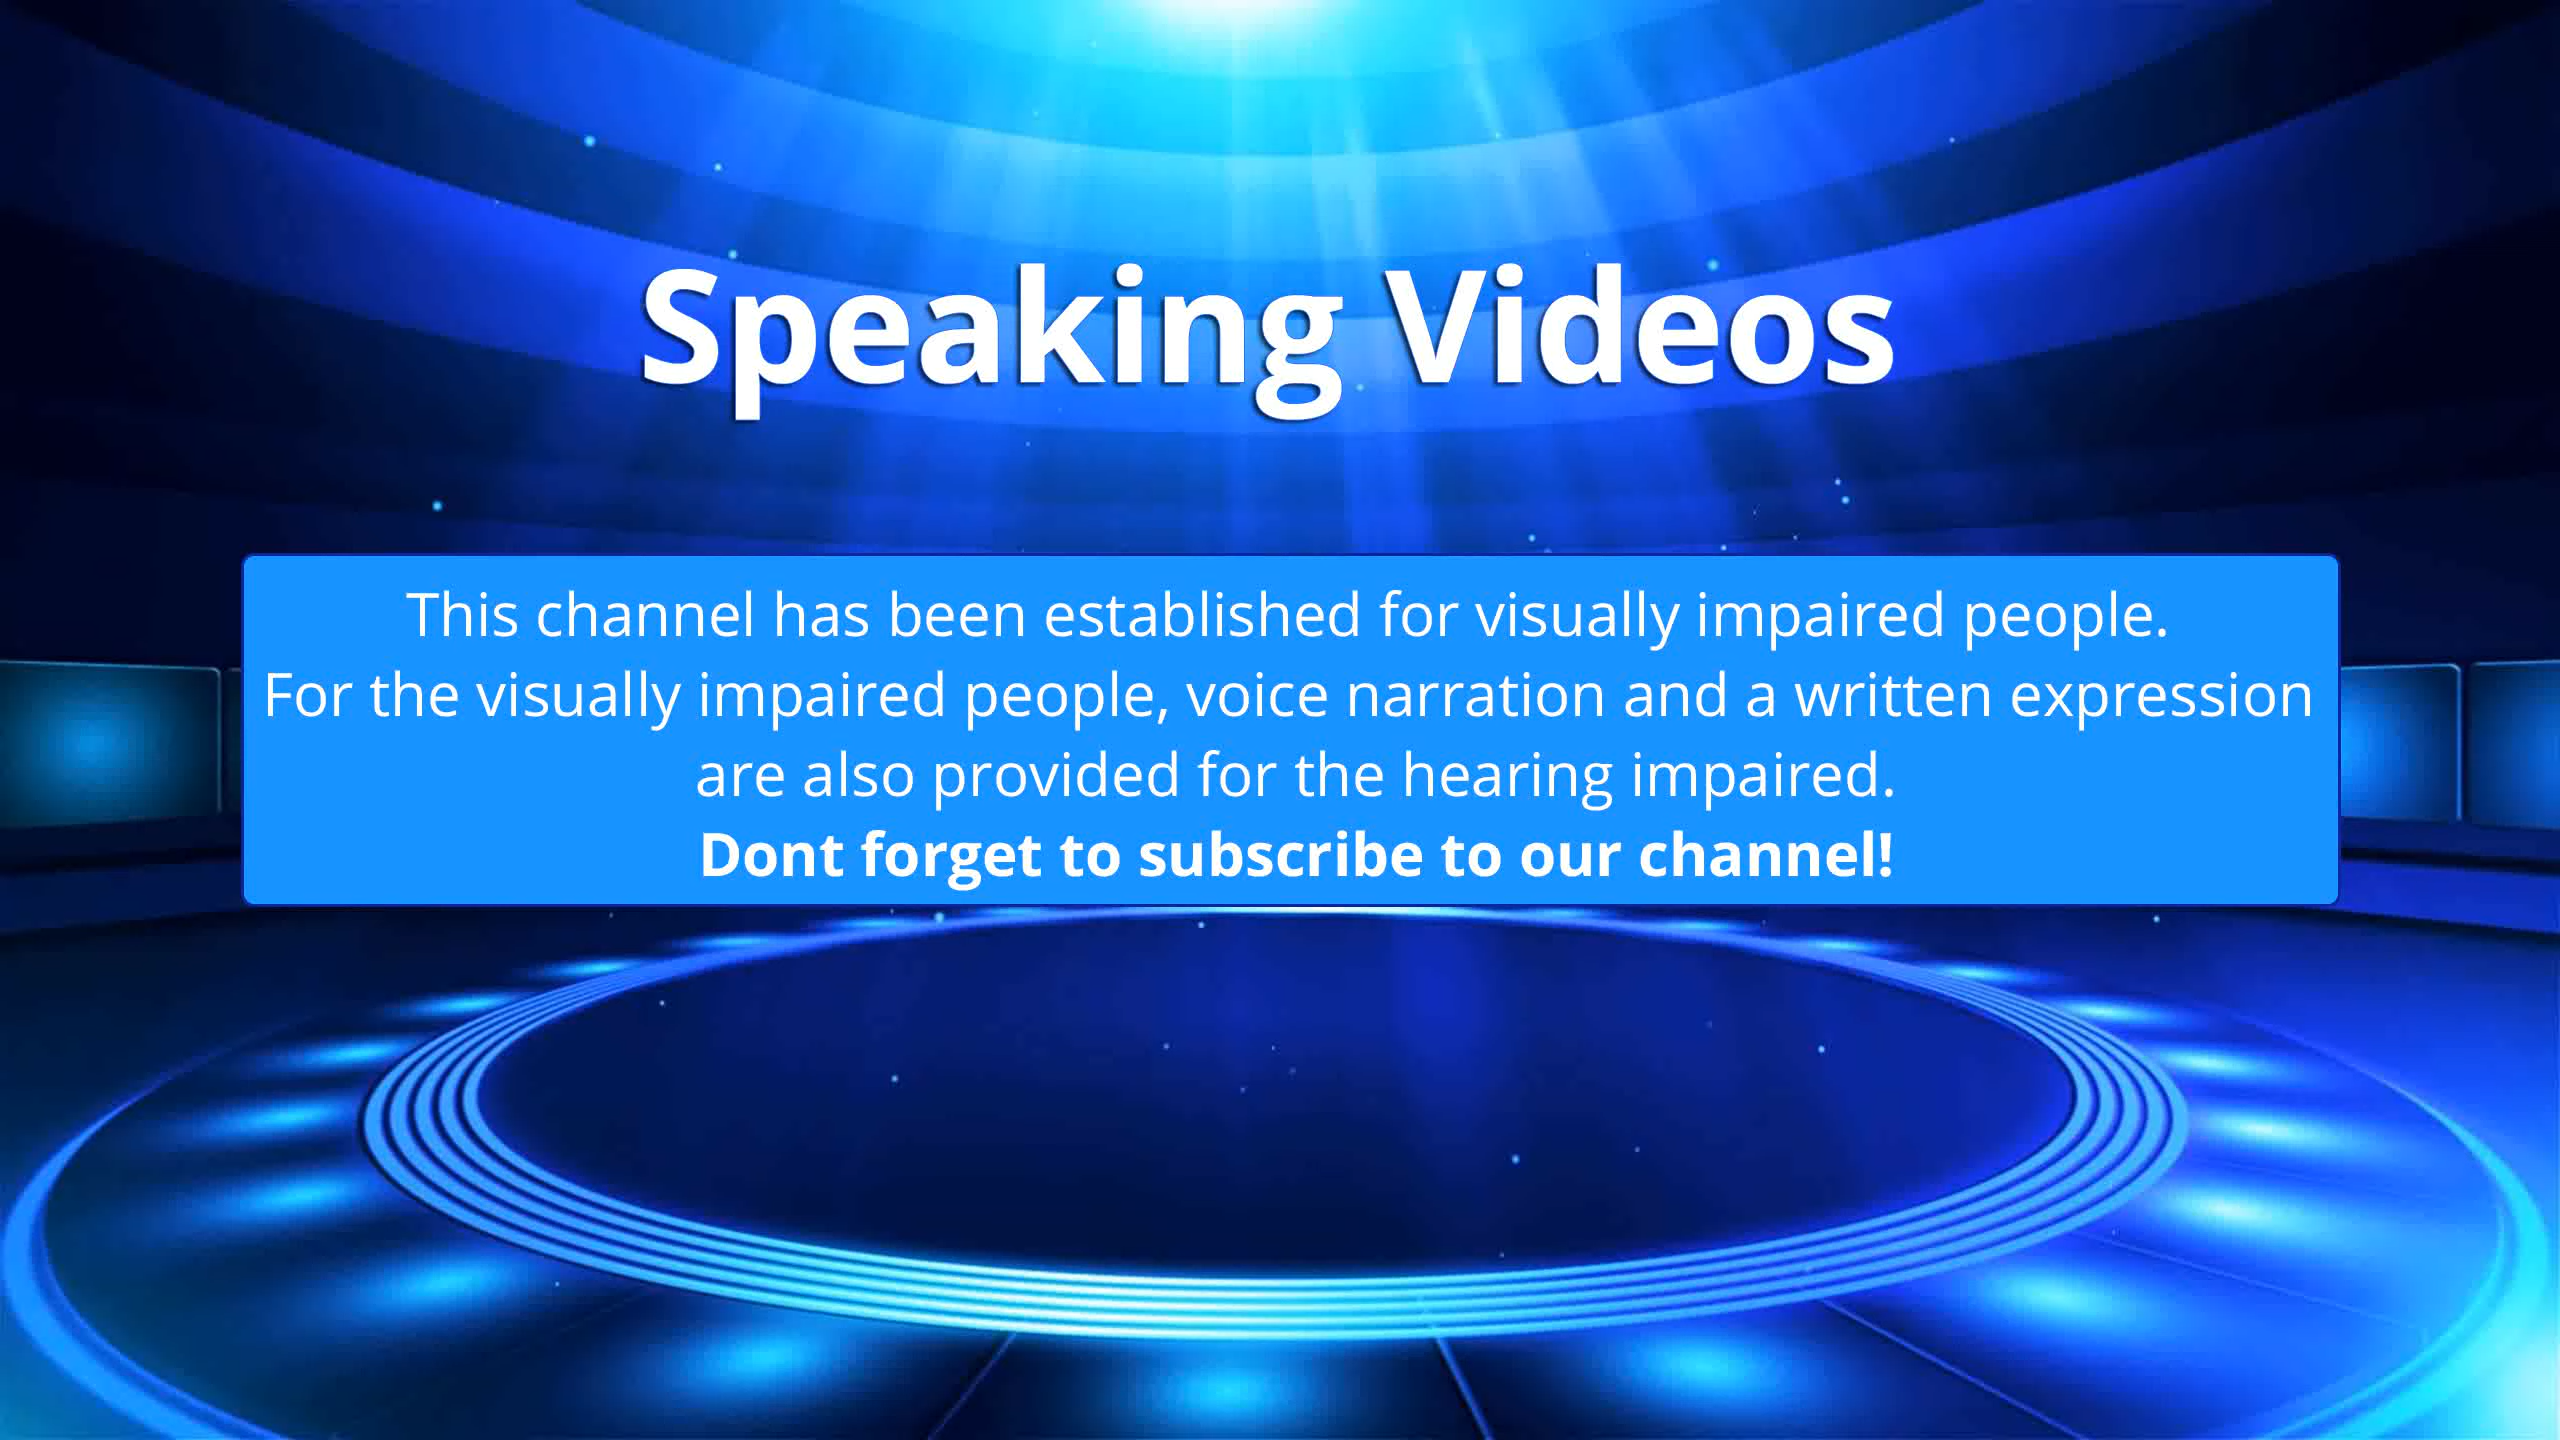 Speaking Videos
This channel has been established for visually impaired people.
For the visually impaired people, voice narration and a written expression
are also provided for the hearing impaired.
Dont forget to subscribe to our channel!